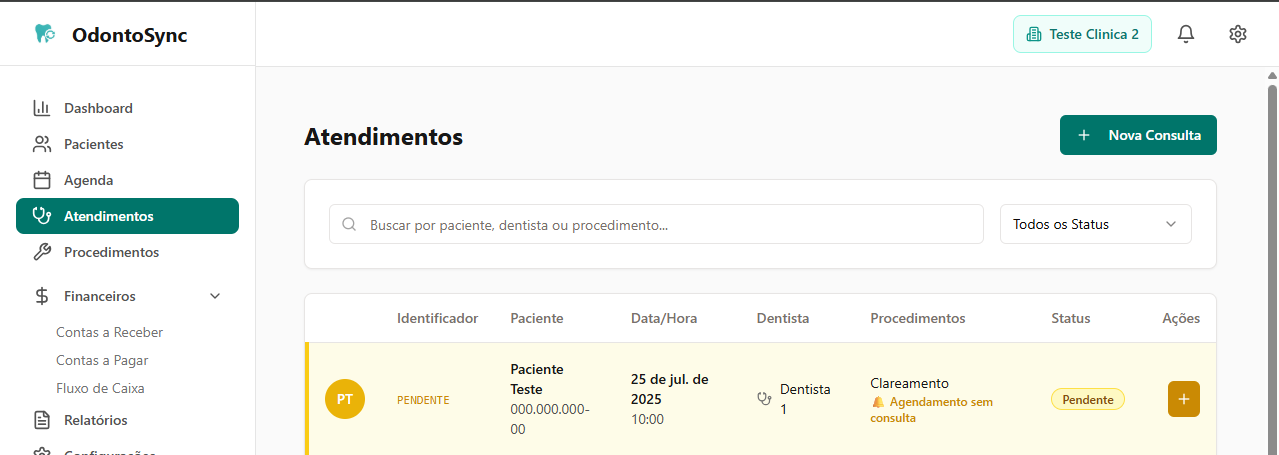 OdontoSync
Teste Clinica 2
Dashboard
Pacientes
Agenda
Atendimentos
Procedimentos
Financeiros
Contas a Receber
Contas a Pagar
Fluxo de Caixa
Relatórios
Configurações
Atendimentos
Nova Consulta
Buscar por paciente, dentista ou procedimento...
Todos os Status
Identificador Paciente Data/Hora Dentista Procedimentos Status Ações
PT
PENDENTE
Paciente
Teste
000.000.000-
00
25 de jul. de
2025
10:00
Dentista
1
Clareamento
Agendamento sem
consulta
Pendente